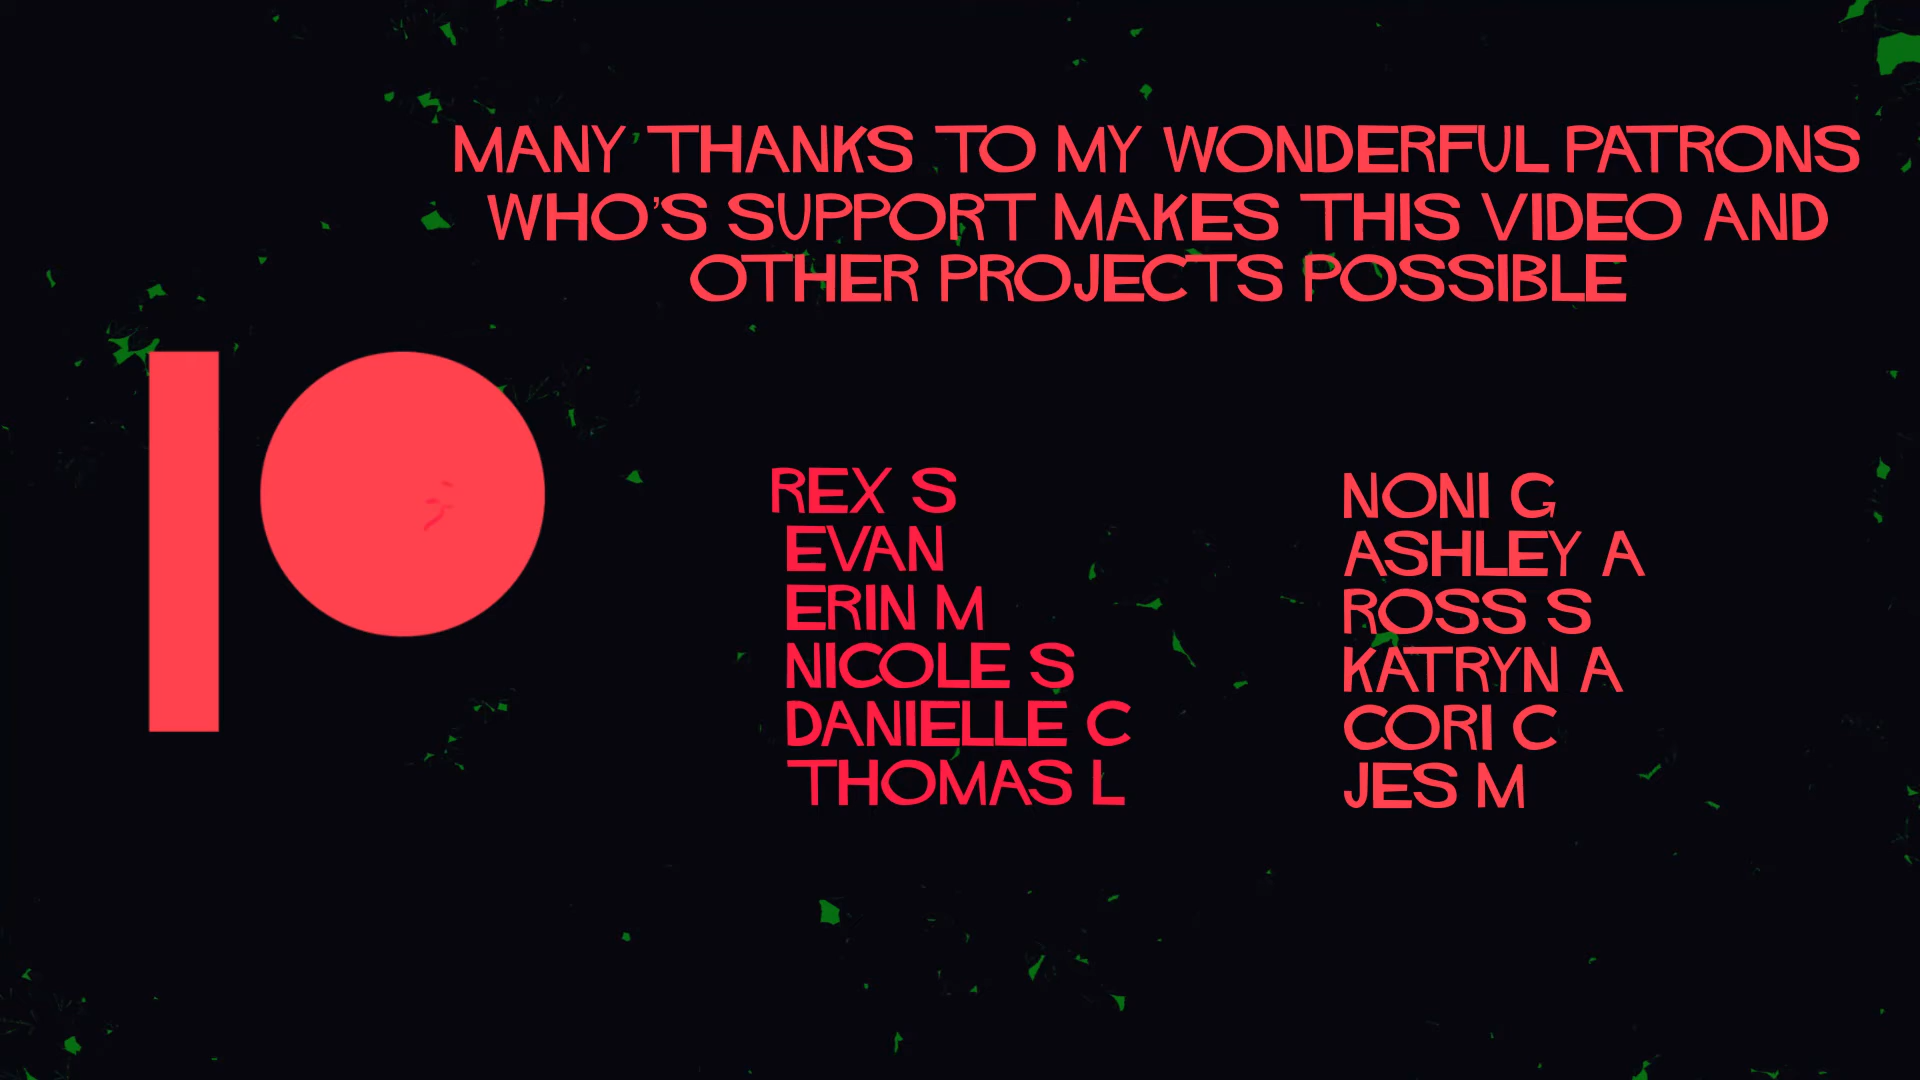 MANY THANKS TO MY WONDERFUL PATRONS
WHO'S SUPPORT MAKES THIS VIDEO AND
OTHER PROJECTS POSSIBLE
REX S
EVAN
ERIN M
NICOLE S
DANIELLE C
THOMAS L
NONI G
ASHLEY A
ROSS S
KATRYN A
CORI C
JES M